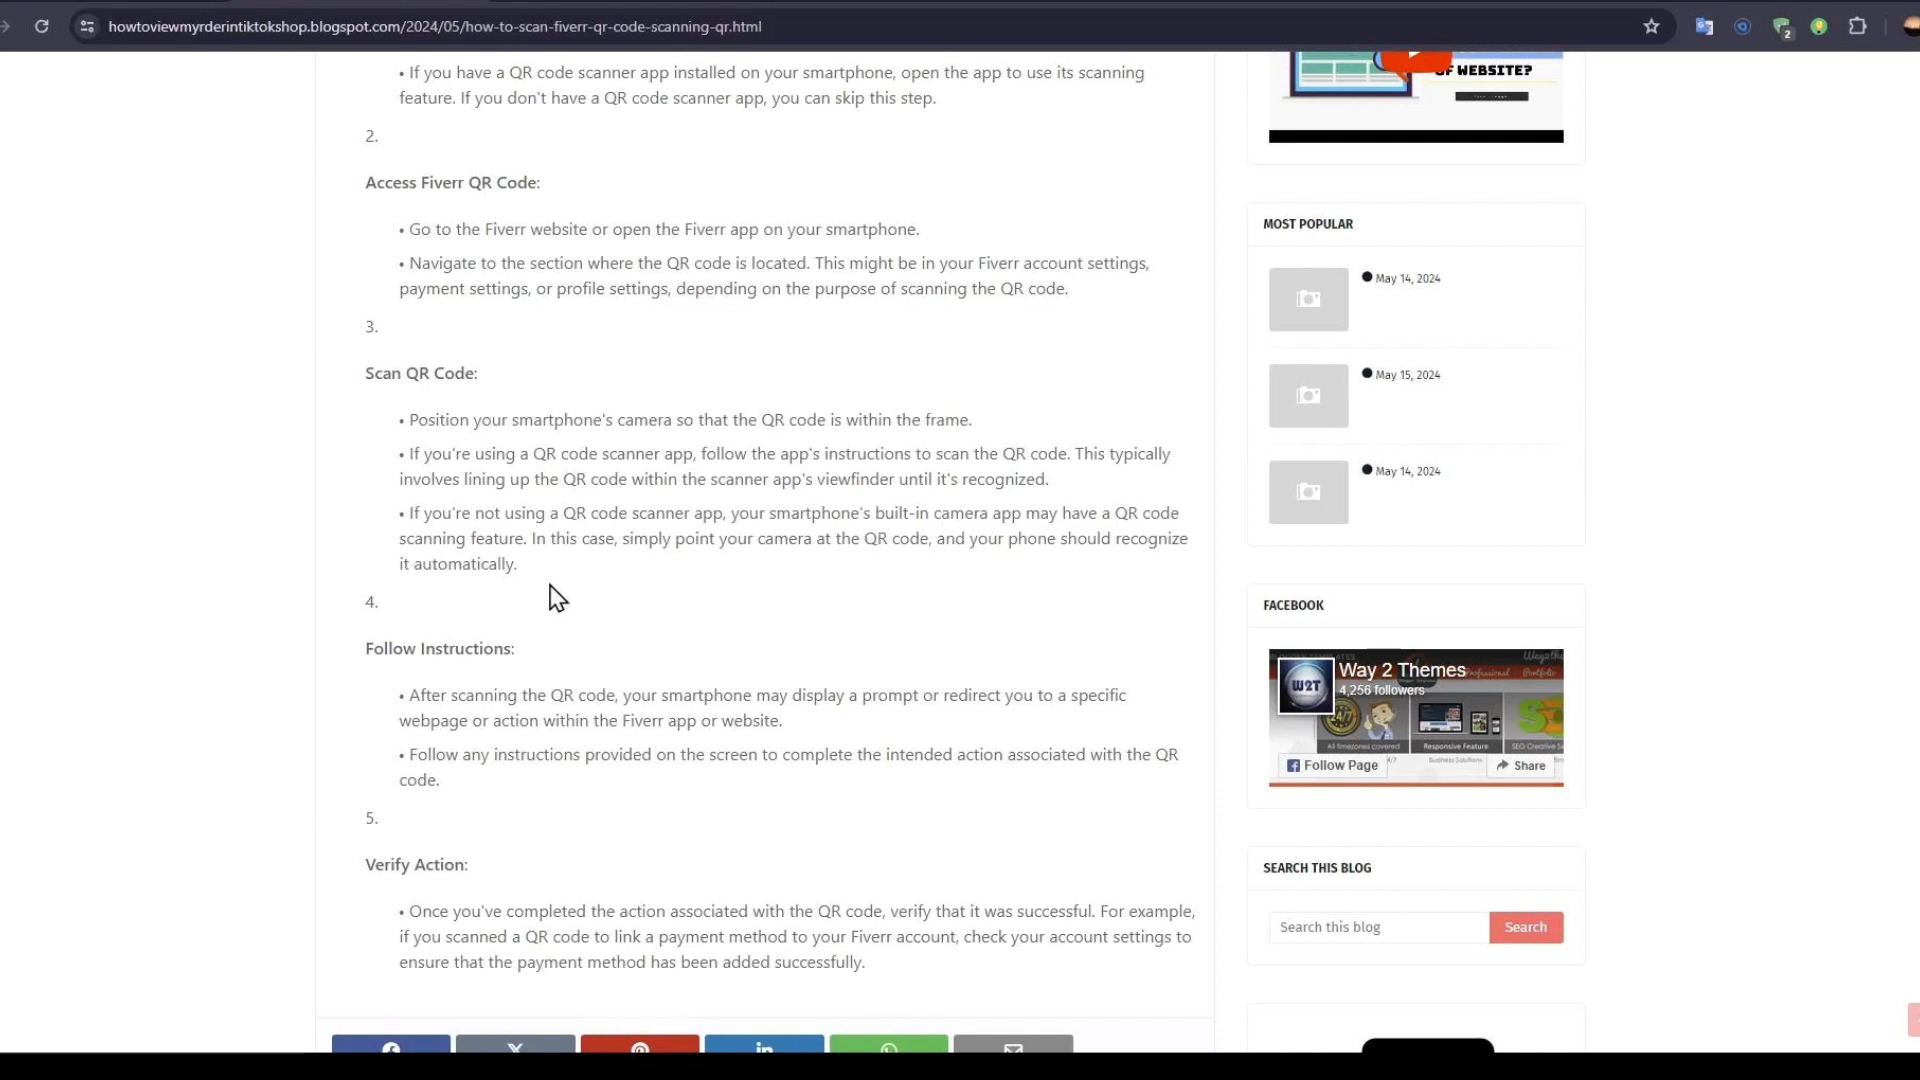 howtoviewmyrderintiktokshop.blogspot.com/2024/05/how-to-scan-fiverr-qr-code-scanning-qr.html
2
• If you have a QR code scanner app installed on your smartphone, open the app to use its scanning
feature. If you don't have a QR code scanner app, you can skip this step.
2.
Access Fiverr QR Code:
• Go to the Fiverr website or open the Fiverr app on your smartphone.
• Navigate to the section where the QR code is located. This might be in your Fiverr account settings,
payment settings, or profile settings, depending on the purpose of scanning the QR code.
3.
Scan QR Code:
• Position your smartphone's camera so that the QR code is within the frame.
• If you're using a QR code scanner app, follow the app's instructions to scan the QR code. This typically
involves lining up the QR code within the scanner app's viewfinder until it's recognized.
• If you're not using a QR code scanner app, your smartphone's built-in camera app may have a QR code
scanning feature. In this case, simply point your camera at the QR code, and your phone should recognize
it automatically.
4.
Follow Instructions:
• After scanning the QR code, your smartphone may display a prompt or redirect you to a specific
webpage or action within the Fiverr app or website.
• Follow any instructions provided on the screen to complete the intended action associated with the QR
code.
5.
Verify Action:
• Once you've completed the action associated with the QR code, verify that it was successful. For example,
if you scanned a QR code to link a payment method to your Fiverr account, check your account settings to
ensure that the payment method has been added successfully.
OF WEBSITE?
MOST POPULAR
May 14, 2024
May 15, 2024
May 14, 2024
FACEBOOK
W2T
Way 2 Themes
4,256 followers
24/7
All timezones covered
Responsive Feature
Business Solutions
Follow Page
Share
SEARCH THIS BLOG
Search this blog
Search